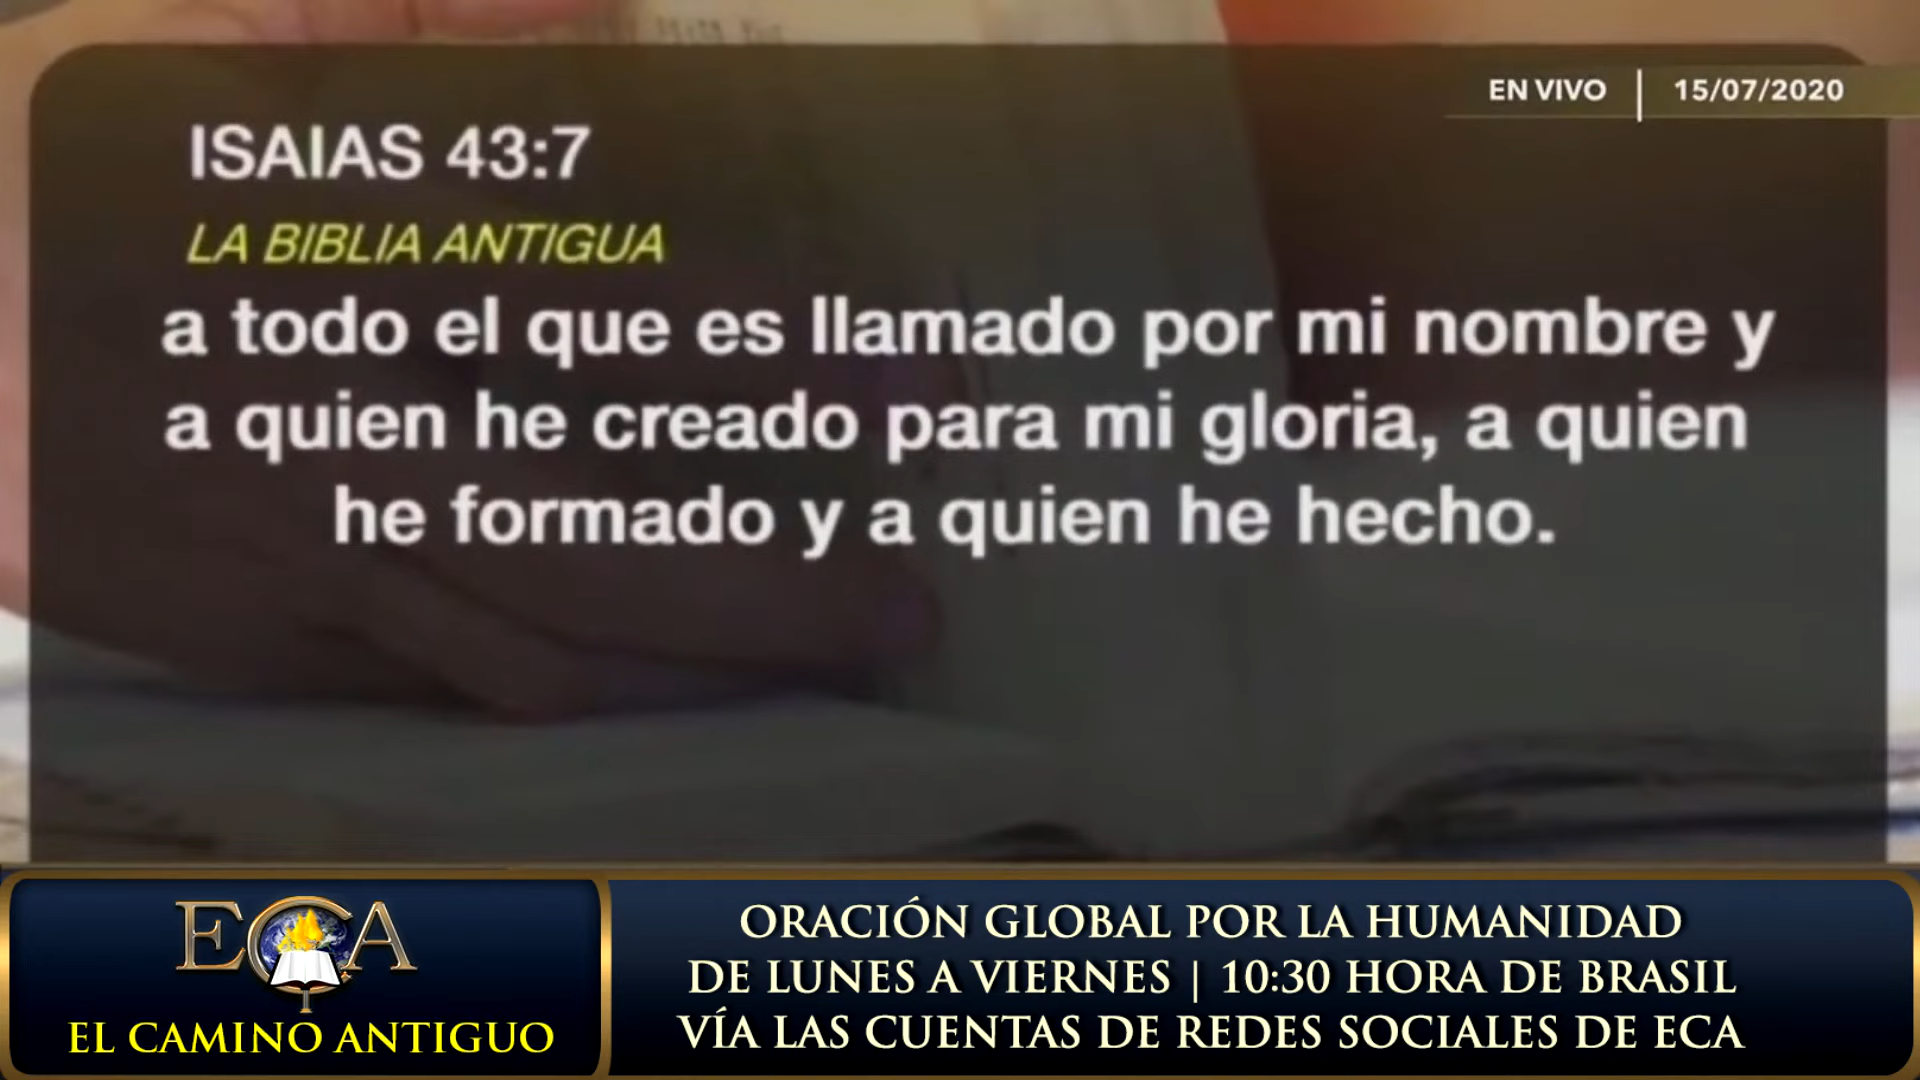 EN VIVO | 15/07/2020
ISAIAS 43:7
LA BIBLIA ANTIGUA
a todo el que es llamado por mi nombre y
a quien he creado para mi gloria, a quien
he formado y a quien he hecho.
ECA
EL CAMINO ANTIGUO
ORACIÓN GLOBAL POR LA HUMANIDAD
DE LUNES A VIERNES | 10:30 HORA DE BRASIL
VÍA LAS CUENTAS DE REDES SOCIALES DE ECA